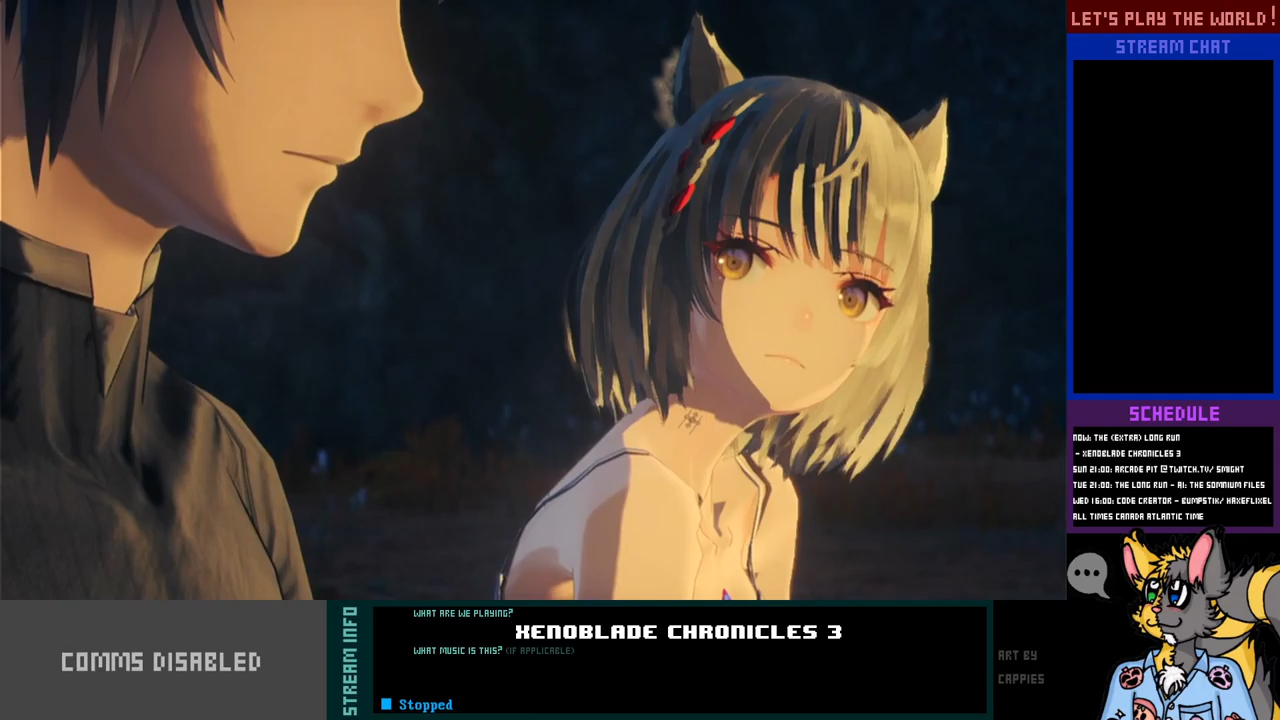 LET'S PLAY THE WORLD!
STREAM CHAT
SCHEDULE
NOW: THE (EXTRA) LONG RUN
- XENOBLADE CHRONICLES 3
SUN 21:00: ARCADE PIT @ TWITCH.TV/ SMIGHT
TUE 21:00: THE LONG RUN - AI: THE SOMNIUM FILES
WED 16:00: CODE CREATOR - BUMPSTIK/ HAXEFLIXEL
ALL TIMES CANADA ATLANTIC TIME
COMMS DISABLED
STREAM INFO
WHAT ARE WE PLAYING?
XENOBLADE CHRONICLES 3
WHAT MUSIC IS THIS? (IF APPLICABLE)
Stopped
ART BY
CAPPIES